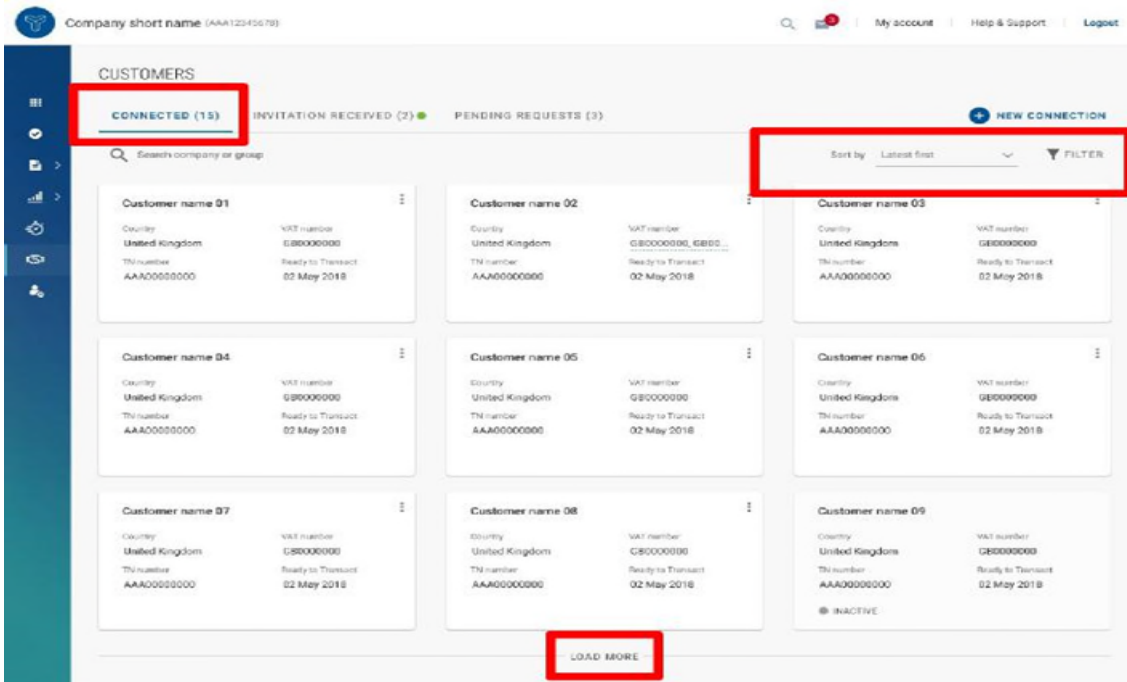 Company short name (AAA12345678)
3
My account
Help & Support
Logout
CUSTOMERS
CONNECTED (15)
INVITATION RECEIVED (2)
PENDING REQUESTS (3)
NEW CONNECTION
Search company or group
Sort by Latest first
FILTER
Customer name 01
Customer name 02
Customer name 03
Country VAT number
Country VAT number
Country VAT number
United Kingdom GB0000000
United Kingdom GB0000000, GB00...
United Kingdom GB0000000
TN number Ready to Transact
TN number Ready to Transact
TN number Ready to Transact
AAA00000000 02 May 2018
AAA00000000 02 May 2018
AAA00000000 02 May 2018
Customer name 04
Customer name 05
Customer name 06
Country VAT number
Country VAT number
Country VAT number
United Kingdom GB0000000
United Kingdom GB0000000
United Kingdom GB0000000
TN number Ready to Transact
TN number Ready to Transact
TN number Ready to Transact
AAA00000000 02 May 2018
AAA00000000 02 May 2018
AAA00000000 02 May 2018
Customer name 07
Customer name 08
Customer name 09
Country VAT number
Country VAT number
Country VAT number
United Kingdom GB0000000
United Kingdom GB0000000
United Kingdom GB0000000
TN number Ready to Transact
TN number Ready to Transact
TN number Ready to Transact
AAA00000000 02 May 2018
AAA00000000 02 May 2018
AAA00000000 02 May 2018
INACTIVE
LOAD MORE